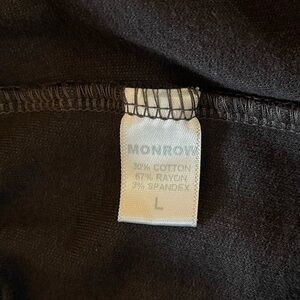 MONROW
30% COTTON
67% RAYON
3% SPANDEX
L